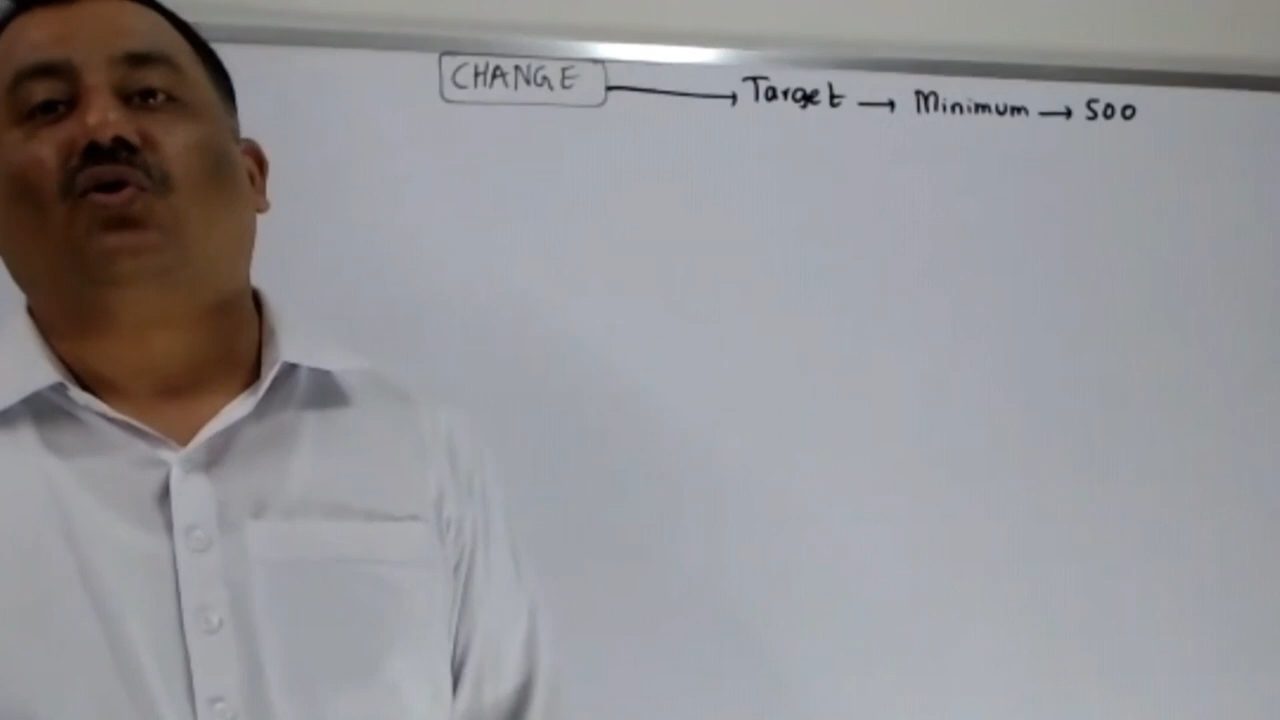 CHANGE → Target → Minimum → 500